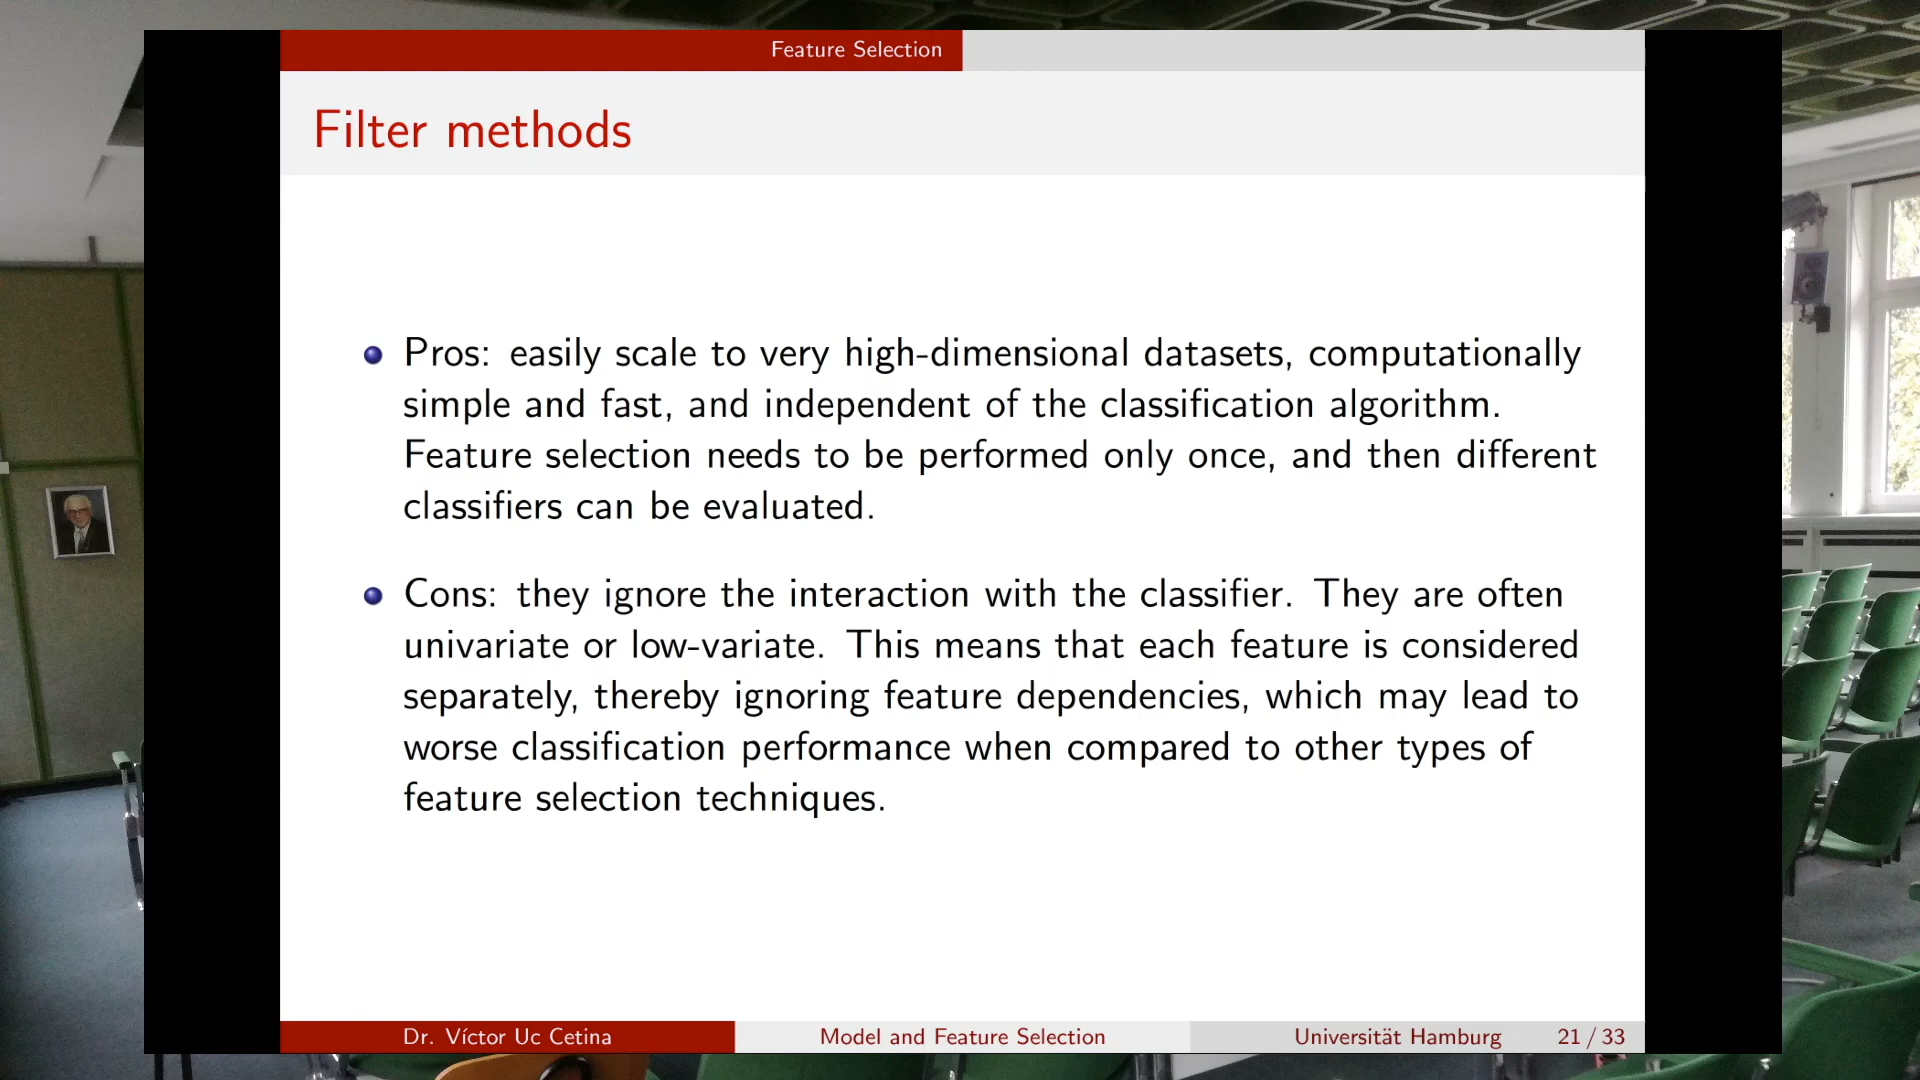 Feature Selection
Filter methods
Pros: easily scale to very high-dimensional datasets, computationally
simple and fast, and independent of the classification algorithm.
Feature selection needs to be performed only once, and then different
classifiers can be evaluated.
Cons: they ignore the interaction with the classifier. They are often
univariate or low-variate. This means that each feature is considered
separately, thereby ignoring feature dependencies, which may lead to
worse classification performance when compared to other types of
feature selection techniques.
Dr. Víctor Uc Cetina
Model and Feature Selection
Universität Hamburg
21 / 33